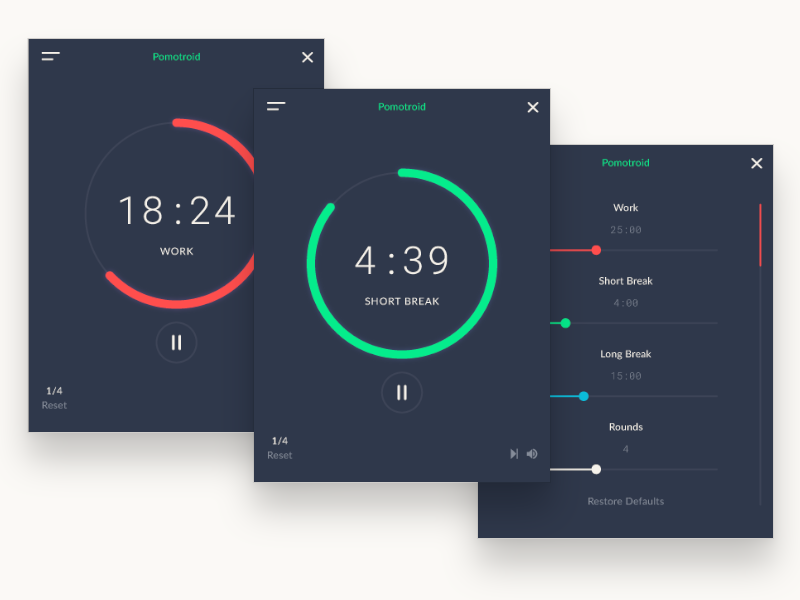 Pomotroid
18:24
WORK
1/4
Reset
Pomotroid
4:39
SHORT BREAK
1/4
Reset
Pomotroid
Work
25:00
Short Break
4:00
Long Break
15:00
Rounds
4
Restore Defaults